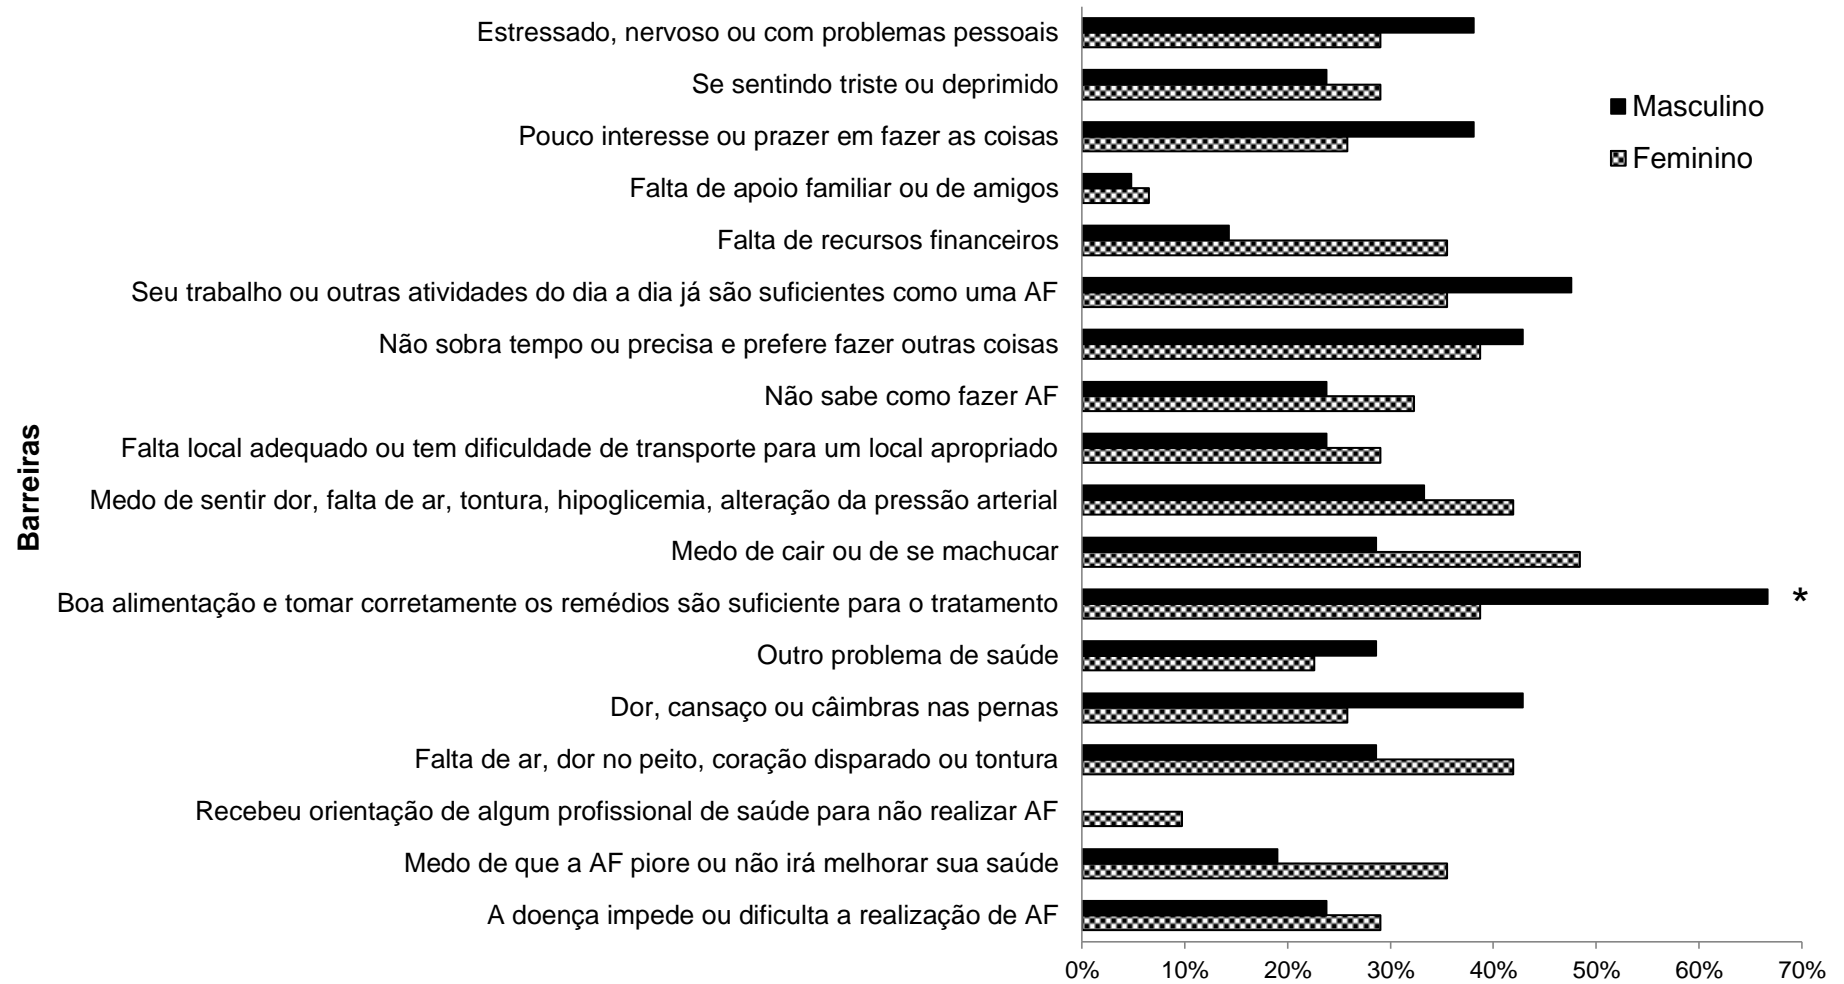 Estressado, nervoso ou com problemas pessoais
Se sentindo triste ou deprimido
Pouco interesse ou prazer em fazer as coisas
Falta de apoio familiar ou de amigos
Falta de recursos financeiros
Seu trabalho ou outras atividades do dia a dia já são suficientes como uma AF
Não sobra tempo ou precisa e prefere fazer outras coisas
Não sabe como fazer AF
Falta local adequado ou tem dificuldade de transporte para um local apropriado
Medo de sentir dor, falta de ar, tontura, hipoglicemia, alteração da pressão arterial
Medo de cair ou de se machucar
Boa alimentação e tomar corretamente os remédios são suficiente para o tratamento
Outro problema de saúde
Dor, cansaço ou câimbras nas pernas
Falta de ar, dor no peito, coração disparado ou tontura
Recebeu orientação de algum profissional de saúde para não realizar AF
Medo de que a AF piore ou não irá melhorar sua saúde
A doença impede ou dificulta a realização de AF
Barreiras
Masculino
Feminino
*
0% 10% 20% 30% 40% 50% 60% 70%